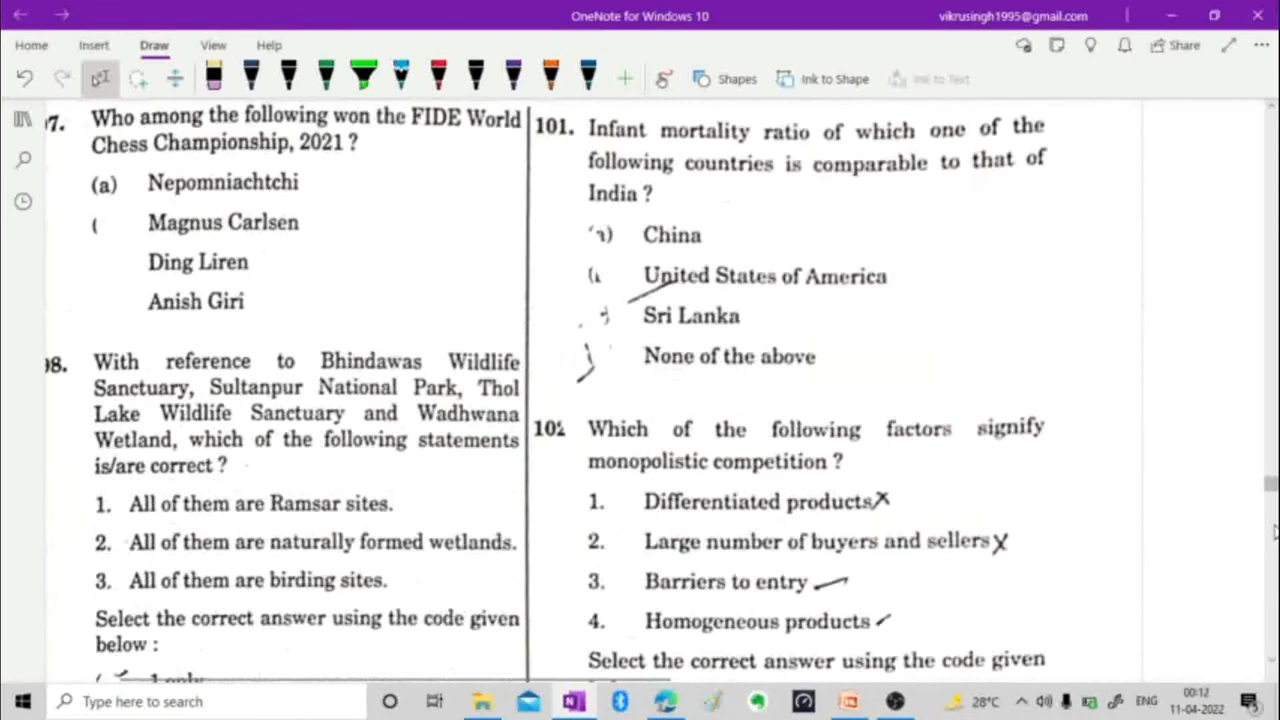 OneNote for Windows 10
vikrusingh1995@gmail.com
Home Insert Draw View Help
Share
Shapes
Ink to Shape
Ink to Text
7. Who among the following won the FIDE World
Chess Championship, 2021 ?
(a) Nepomniachtchi
( Magnus Carlsen
Ding Liren
Anish Giri
98. With reference to Bhindawas Wildlife
Sanctuary, Sultanpur National Park, Thol
Lake Wildlife Sanctuary and Wadhwana
Wetland, which of the following statements
is/are correct ?
1. All of them are Ramsar sites.
2. All of them are naturally formed wetlands.
3. All of them are birding sites.
Select the correct answer using the code given
below :
1 only
101. Infant mortality ratio of which one of the
following countries is comparable to that of
India ?
China
United States of America
Sri Lanka
None of the above
102 Which of the following factors signify
monopolistic competition ?
1. Differentiated products
2. Large number of buyers and sellers
3. Barriers to entry
4. Homogeneous products
Select the correct answer using the code given
Type here to search
28°C
ENG
00:12
11-04-2022